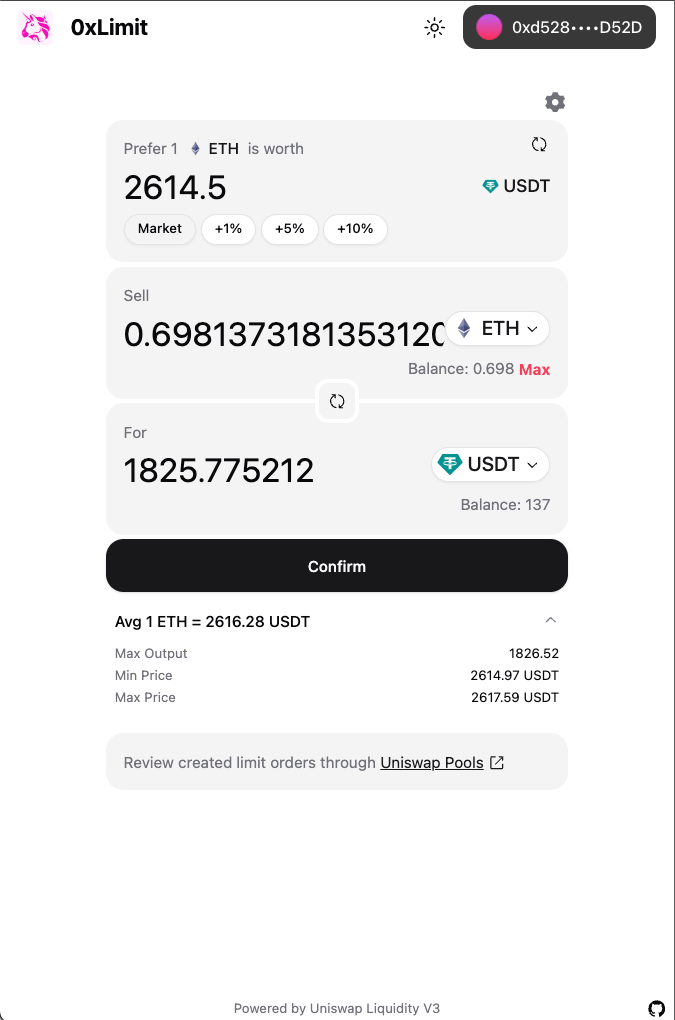 0xLimit
0xd528····D52D
Prefer 1 ETH is worth
2614.5
USDT
Market +1% +5% +10%
Sell
0.6981373181353120
ETH
Balance: 0.698 Max
For
1825.775212
USDT
Balance: 137
Confirm
Avg 1 ETH = 2616.28 USDT
Max Output 1826.52
Min Price 2614.97 USDT
Max Price 2617.59 USDT
Review created limit orders through Uniswap Pools
Powered by Uniswap Liquidity V3